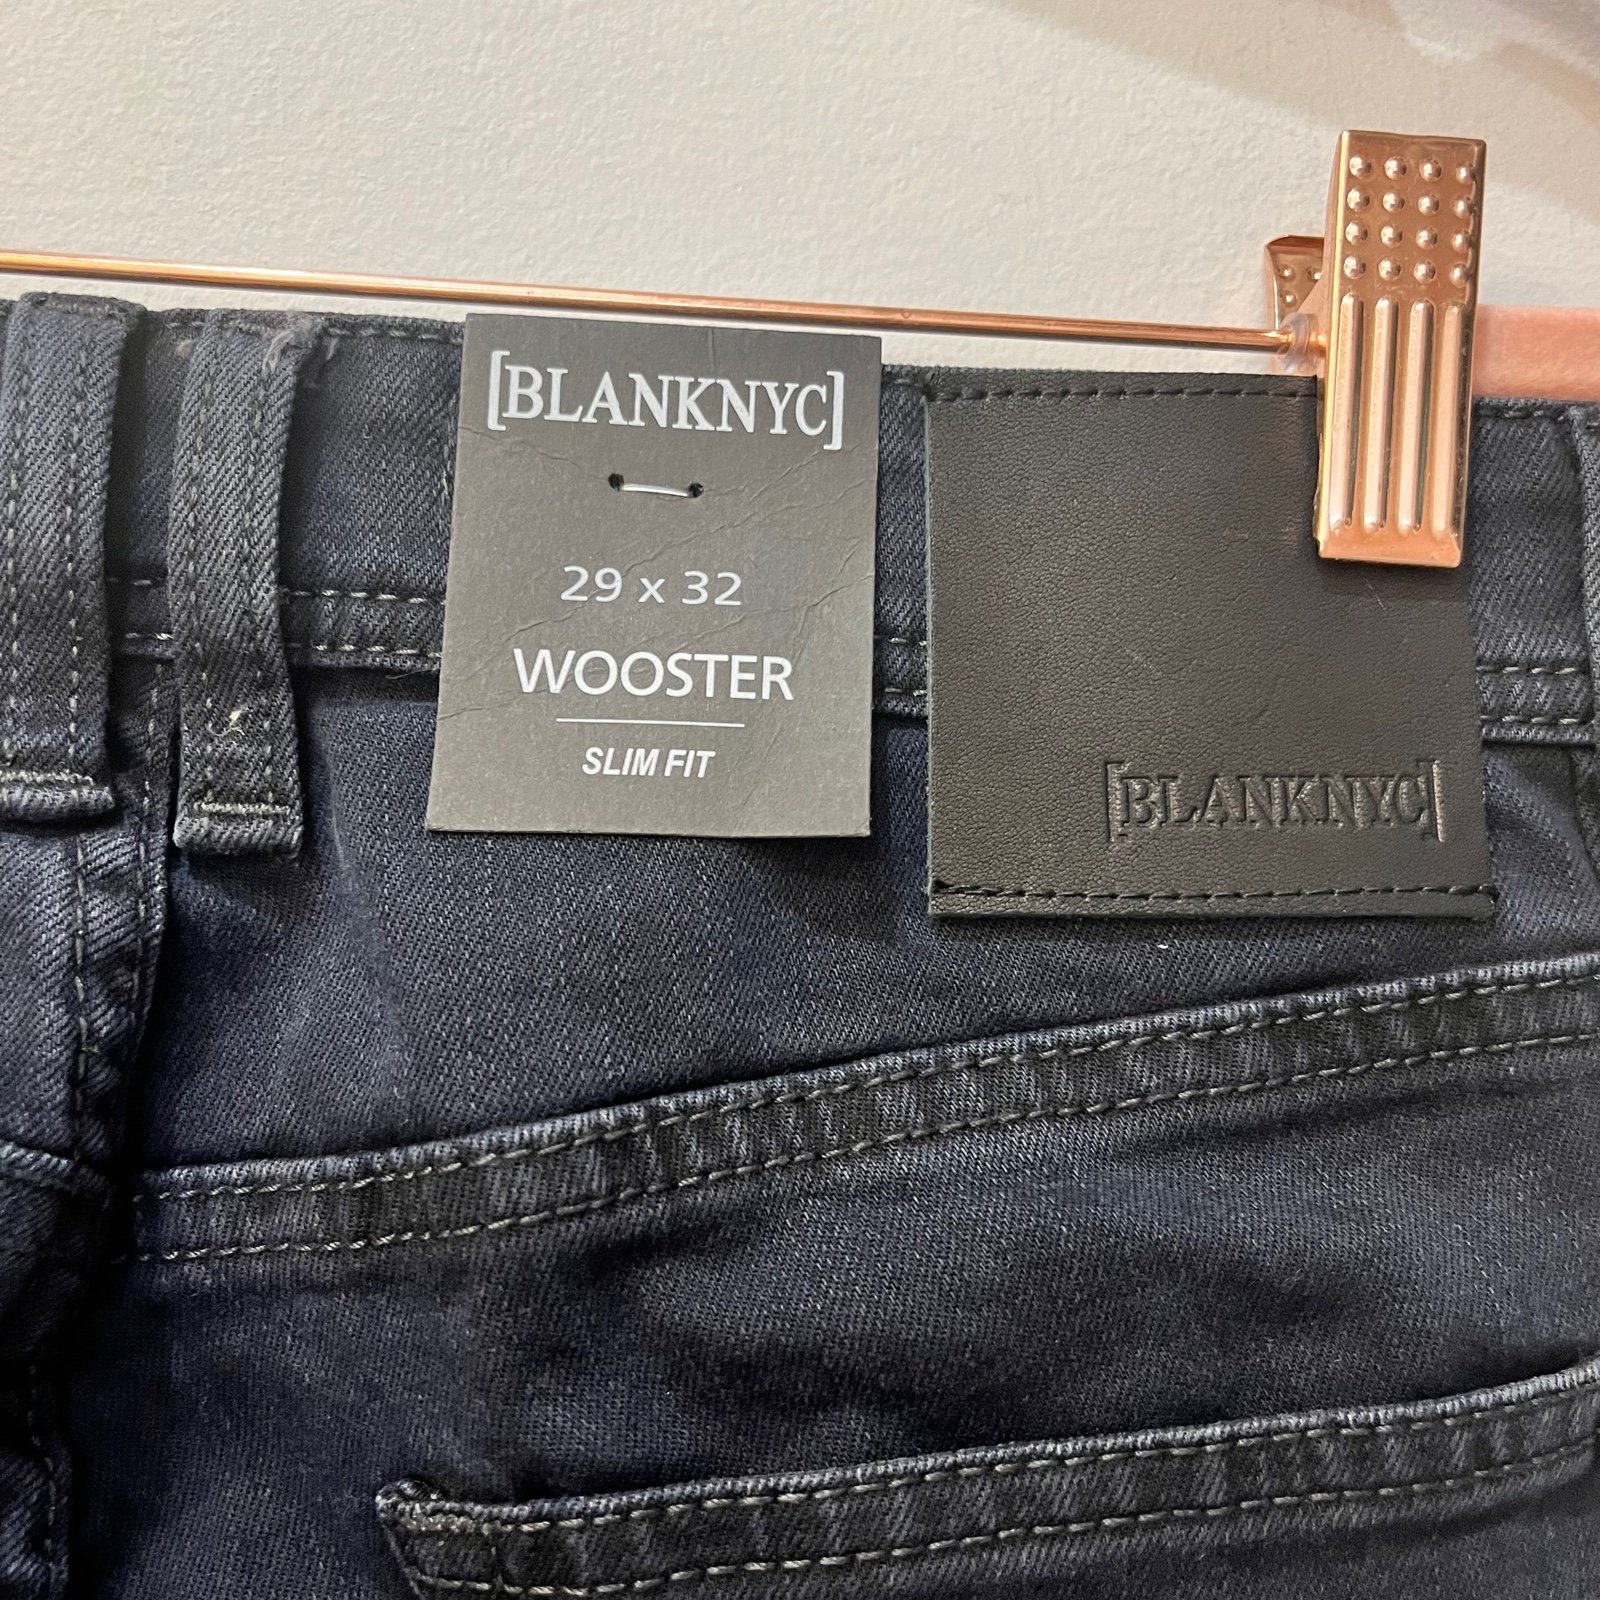 [BLANKNYC]
29 x 32
WOOSTER
SLIM FIT
[BLANKNYC]